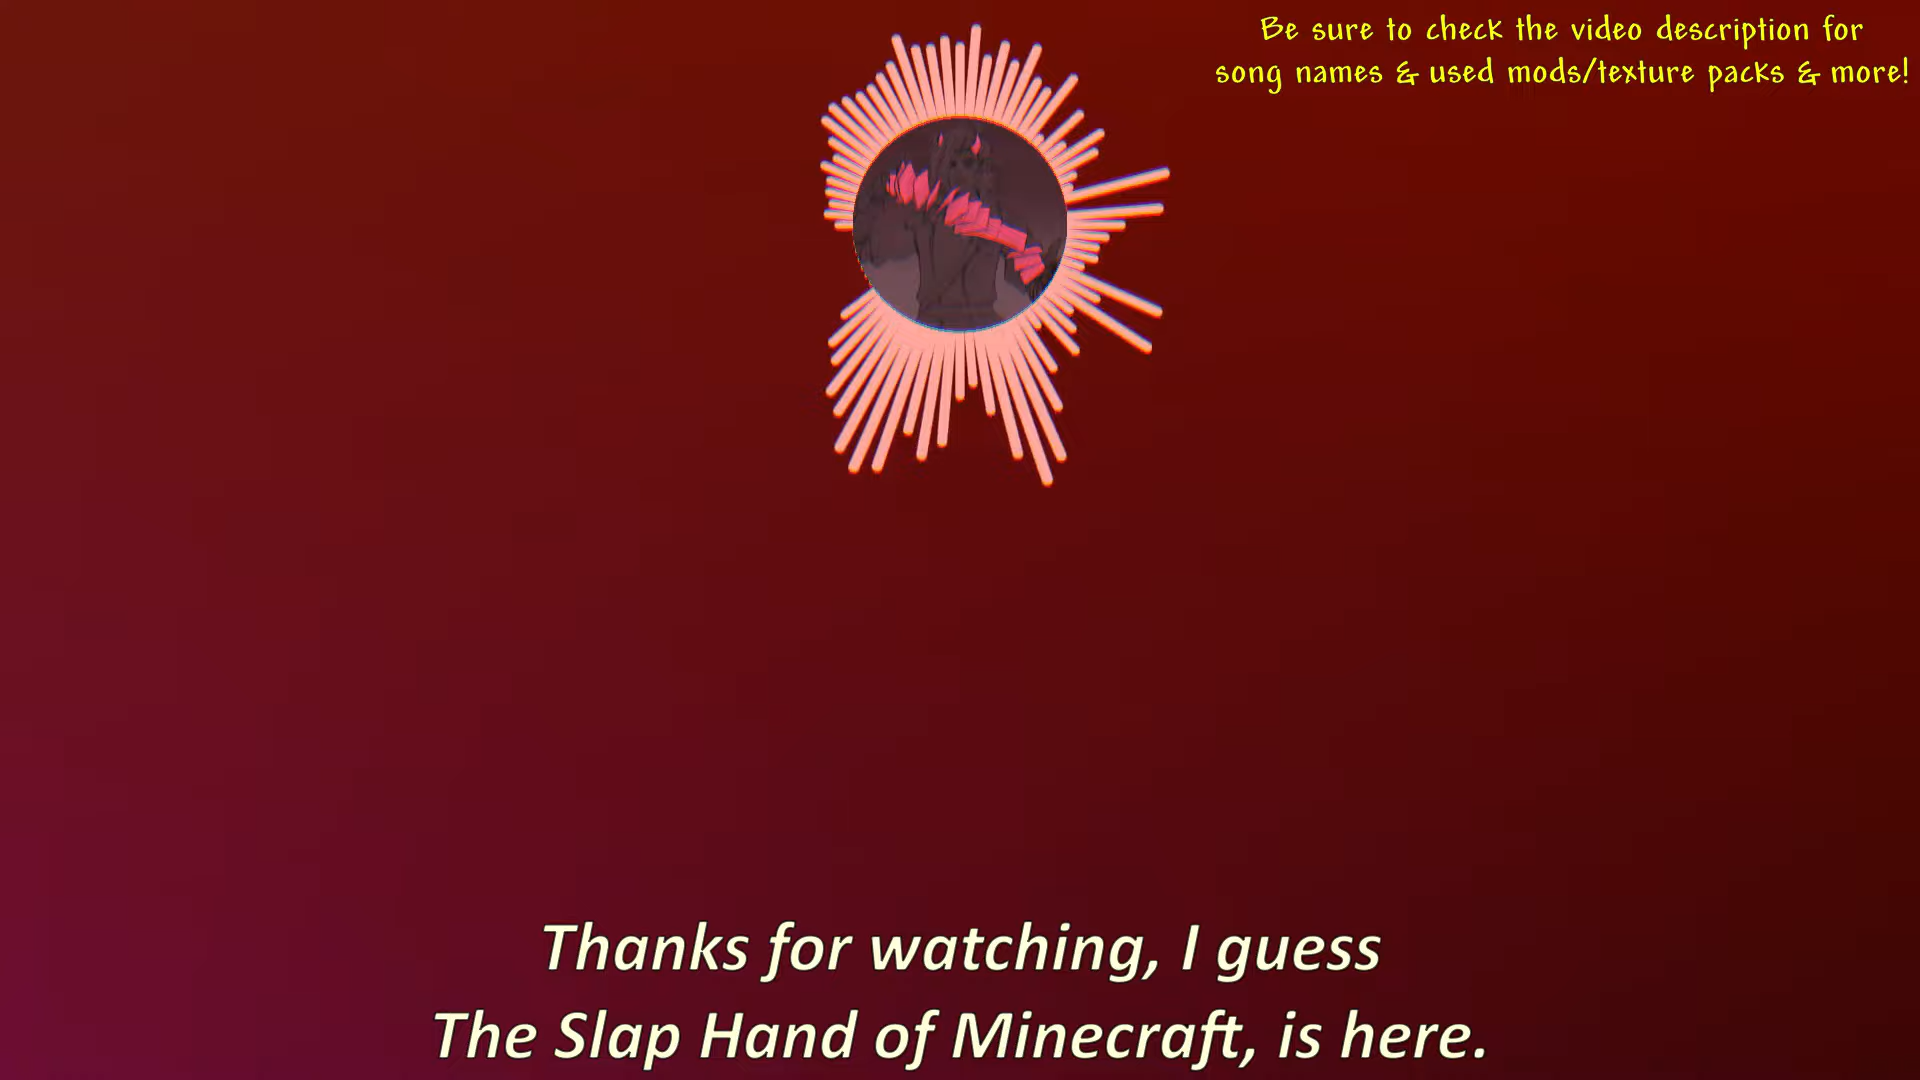 Be sure to check the video description for
song names & used mods/texture packs & more!
Thanks for watching, I guess
The Slap Hand of Minecraft, is here.